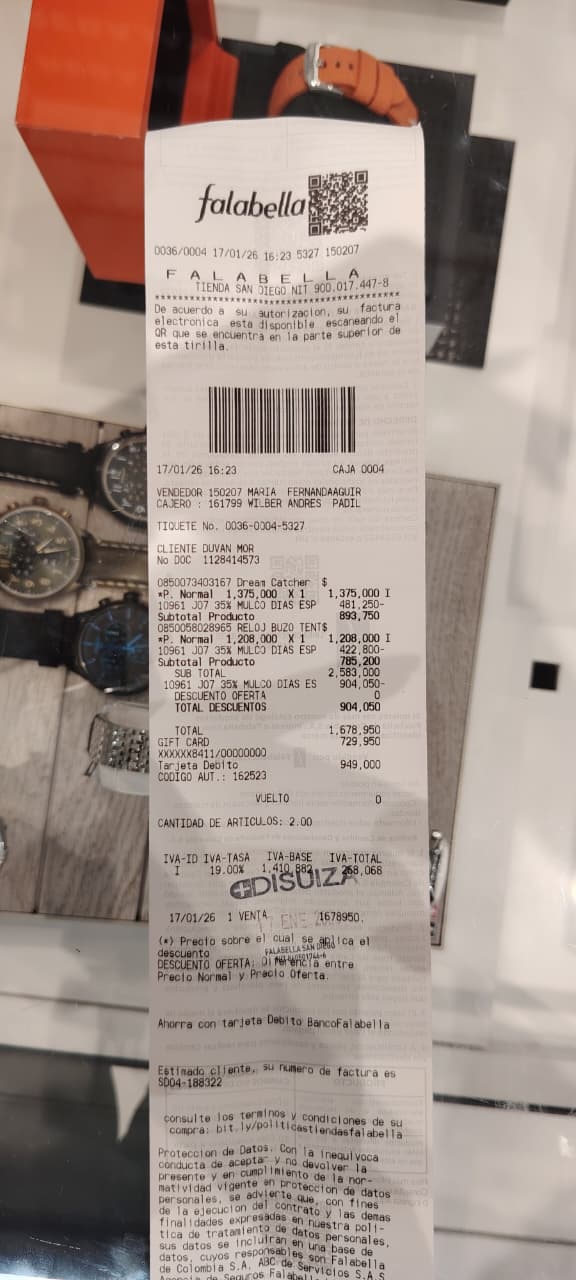 falabella
0036/0004 17/01/26 16:23 5327 150207
F A L A B E L L A
TIENDA SAN DIEGO NIT 900.017.447-8
****************************************
De acuerdo a su autorizacion, su factura
electronica esta disponible escaneando el
QR que se encuentra en la parte superior de
esta tirilla.
17/01/26 16:23 CAJA 0004
VENDEDOR 150207 MARIA FERNANDAAGUIR
CAJERO : 161799 WILBER ANDRES PADIL
TIQUETE No. 0036-0004-5327
CLIENTE DUVAN MOR
No DOC 1128414573
0850073403167 Dream Catcher $
*P. Normal 1,375,000 X 1 1,375,000 I
10961 J07 35% MULCO DIAS ESP 481,250-
Subtotal Producto 893,750
0850058028965 RELOJ BUZO TENT$
*P. Normal 1,208,000 X 1 1,208,000 I
10961 J07 35% MULCO DIAS ESP 422,800-
Subtotal Producto 785,200
SUB TOTAL 2,583,000
10961 J07 35% MULCO DIAS ES 904,050-
DESCUENTO OFERTA 0
TOTAL DESCUENTOS 904,050
TOTAL 1,678,950
GIFT CARD 729,950
XXXXXX8411/00000000
Tarjeta Debito 949,000
CODIGO AUT.: 162523
VUELTO 0
CANTIDAD DE ARTICULOS: 2.00
IVA-ID IVA-TASA IVA-BASE IVA-TOTAL
I 19.00% 1,410,882 268,068
DISUIZA
17/01/26 1 VENTA 1678950.
17 ENE
(*) Precio sobre el cual se aplica el
descuento
FALABELLA SAN DIEGO
DESCUENTO OFERTA: Diferencia entre
Precio Normal y Precio Oferta.
Ahorra con tarjeta Debito BancoFalabella
Estimado cliente, su numero de factura es
SD04-188322
consulte los terminos y condiciones de su
compra: bit.ly/politicastiendasfalabella
Proteccion de Datos. Con la inequivoca
conducta de aceptar y no devolver la
presente y en cumplimiento de la nor-
matividad vigente en proteccion de datos
personales, se advierte que, con fines
de la ejecucion del contrato y las demas
finalidades expresadas en nuestra poli-
tica de tratamiento de datos personales,
sus datos se incluiran en una base de
datos, cuyos responsables son Falabella
de Colombia S.A. ABC de Servicios S.A.S
Agencia de Seguros Falabella